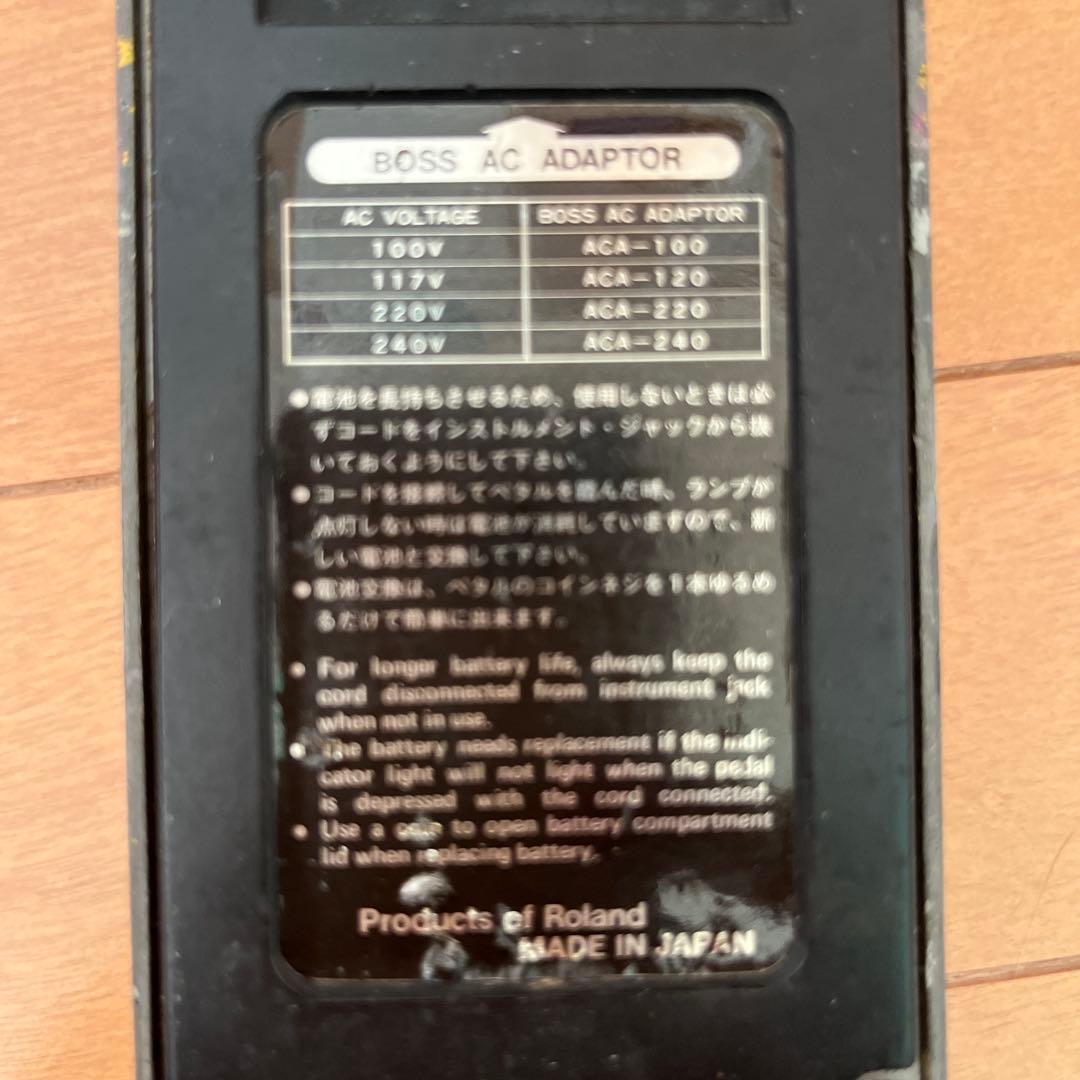 BOSS AC ADAPTOR
AC VOLTAGE BOSS AC ADAPTOR
100V ACA-100
117V ACA-120
220V ACA-220
240V ACA-240
●電池を長持ちさせるため、使用しないときは必
ずコードをインストルメント・ジャックから抜
いておくようにして下さい。
●コードを接続してペダルを踏んだ時、ランプが
点灯しない時は電池が消耗していますので、新
しい電池と交換して下さい。
●電池交換は、ペダルのコインネジを1本ゆるめ
るだけで簡単に出来ます。
● For longer battery life, always keep the
cord disconnected from instrument jack
when not in use.
● The battery needs replacement if the indi-
cator light will not light when the pedal
is depressed with the cord connected.
● Use a coin to open battery compartment
lid when replacing battery.
Products of Roland
MADE IN JAPAN